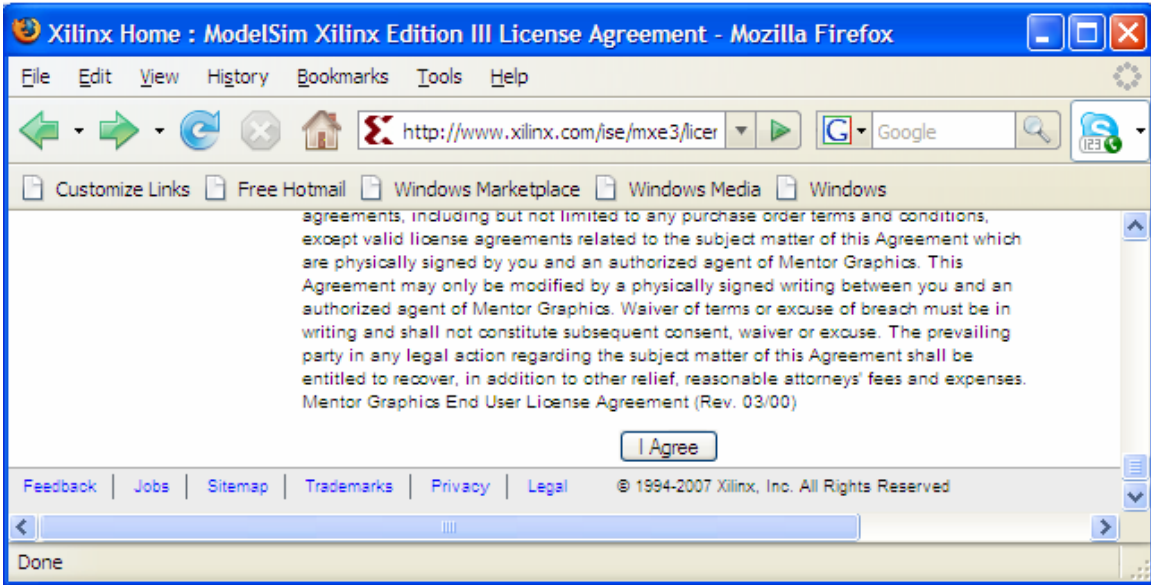 Xilinx Home : ModelSim Xilinx Edition III License Agreement - Mozilla Firefox
File Edit View History Bookmarks Tools Help
http://www.xilinx.com/ise/mxe3/licer G Google 123
Customize Links Free Hotmail Windows Marketplace Windows Media Windows
agreements, including but not limited to any purchase order terms and conditions,
except valid license agreements related to the subject matter of this Agreement which
are physically signed by you and an authorized agent of Mentor Graphics. This
Agreement may only be modified by a physically signed writing between you and an
authorized agent of Mentor Graphics. Waiver of terms or excuse of breach must be in
writing and shall not constitute subsequent consent, waiver or excuse. The prevailing
party in any legal action regarding the subject matter of this Agreement shall be
entitled to recover, in addition to other relief, reasonable attorneys' fees and expenses.
Mentor Graphics End User License Agreement (Rev. 03/00)
I Agree
Feedback | Jobs | Sitemap | Trademarks | Privacy | Legal © 1994-2007 Xilinx, Inc. All Rights Reserved
Done